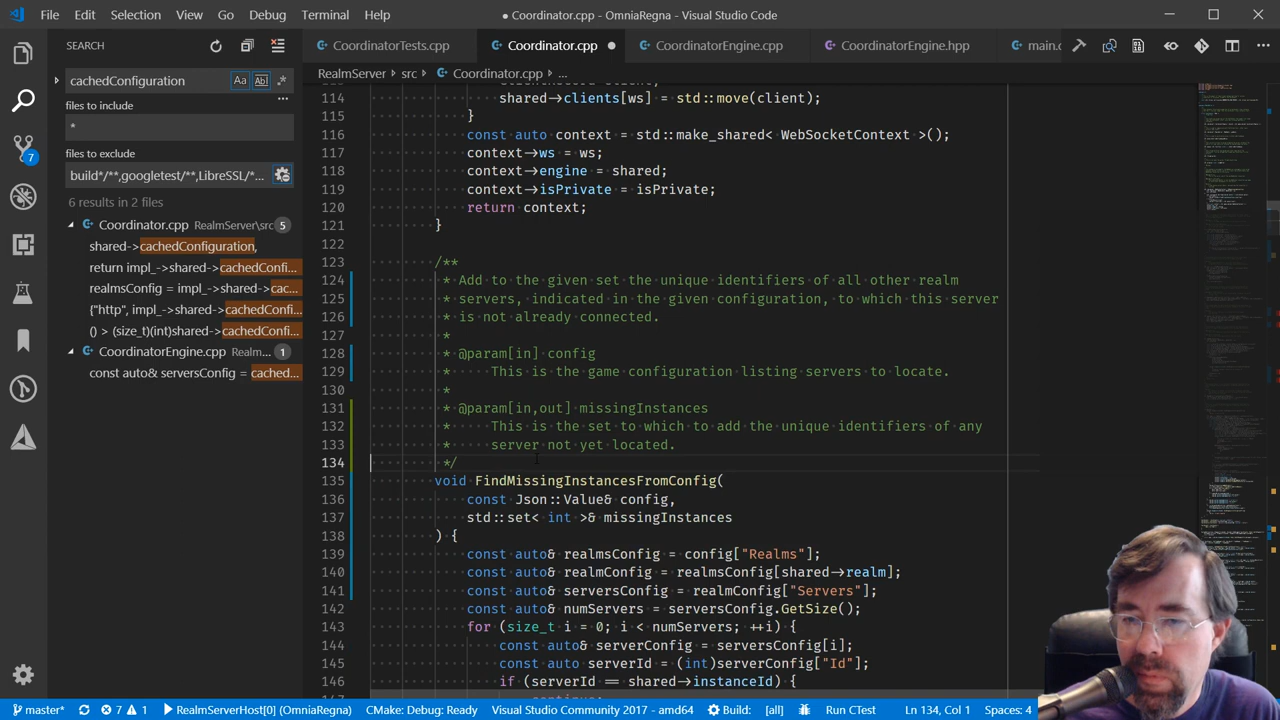 File Edit Selection View Go Debug Terminal Help
● Coordinator.cpp - OmniaRegna - Visual Studio Code
SEARCH
CoordinatorTests.cpp
Coordinator.cpp ●
CoordinatorEngine.cpp
CoordinatorEngine.hpp
main.c
cachedConfiguration
Aa Abl .*
RealmServer > src > Coordinator.cpp > ...
files to include
*
files to exclude
build*/**,googletest/**,LibreSSL/*...
6 results in 2 files
Coordinator.cpp RealmServer\src 5
shared->cachedConfiguration,
return impl_->shared->cachedConfi...
realmsConfig = impl_->shared->cac...
{"http", impl_->shared->cachedConfi...
() > (size_t)(int)shared->cachedConfi...
CoordinatorEngine.cpp Realm... 1
const auto& serversConfig = cached...
7
114 shared->clients[ws] = std::move(client);
115 }
116 const auto context = std::make_shared< WebSocketContext >();
117 context->ws = ws;
118 context->engine = shared;
119 context->isPrivate = isPrivate;
120 return context;
121 }
122
123 /**
124 * Add to the given set the unique identifiers of all other realm
125 * servers, indicated in the given configuration, to which this server
126 * is not already connected.
127 *
128 * @param[in] config
129 * This is the game configuration listing servers to locate.
130 *
131 * @param[in,out] missingInstances
132 * This is the set to which to add the unique identifiers of any
133 * server not yet located.
134 */
135 void FindMissingInstancesFromConfig(
136 const Json::Value& config,
137 std::set< int >& missingInstances
138 ) {
139 const auto& realmsConfig = config["Realms"];
140 const auto& realmConfig = realmsConfig[shared->realm];
141 const auto& serversConfig = realmConfig["Servers"];
142 const auto& numServers = serversConfig.GetSize();
143 for (size_t i = 0; i < numServers; ++i) {
144 const auto& serverConfig = serversConfig[i];
145 const auto serverId = (int)serverConfig["Id"];
146 if (serverId == shared->instanceId) {
master* 7 1 RealmServerHost[0] (OmniaRegna) CMake: Debug: Ready Visual Studio Community 2017 - amd64 Build: [all] Run CTest Ln 134, Col 1 Spaces: 4